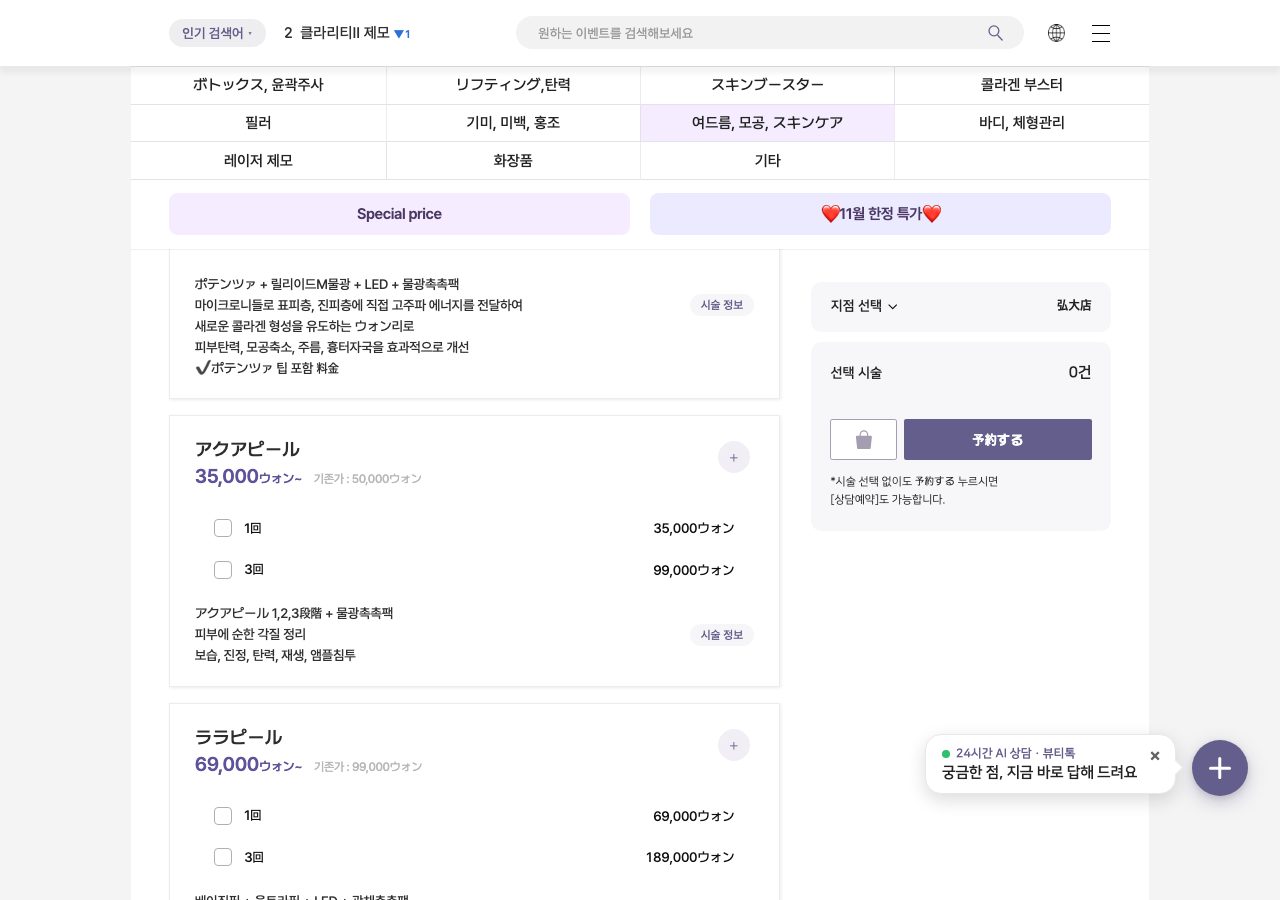 인기 검색어
2 클라리티II 제모 ▼1
원하는 이벤트를 검색해보세요
ボトックス, 윤곽주사
リフティング,탄력
スキンブースター
콜라겐 부스터
필러
기미, 미백, 홍조
여드름, 모공, スキンケア
바디, 체형관리
레이저 제모
화장품
기타
Special price
❤️11월 한정 특가❤️
ポテンツァ + 릴리이드M물광 + LED + 물광촉촉팩
마이크로니들로 표피층, 진피층에 직접 고주파 에너지를 전달하여
새로운 콜라겐 형성을 유도하는 ウォン리로
피부탄력, 모공축소, 주름, 흉터자국을 효과적으로 개선
✔️ポテンツァ 팁 포함 料金
시술 정보
지점 선택
弘大店
선택 시술
0건
予約する
*시술 선택 없이도 予約する 누르시면
[상담예약]도 가능합니다.
アクアピール
35,000ウォン~ 기존가 : 50,000ウォン
+
1回 35,000ウォン
3回 99,000ウォン
アクアピール 1,2,3段階 + 물광촉촉팩
피부에 순한 각질 정리
보습, 진정, 탄력, 재생, 앰플침투
시술 정보
ララピール
69,000ウォン~ 기존가 : 99,000ウォン
+
1回 69,000ウォン
3回 189,000ウォン
24시간 AI 상담 · 뷰티톡
궁금한 점, 지금 바로 답해 드려요